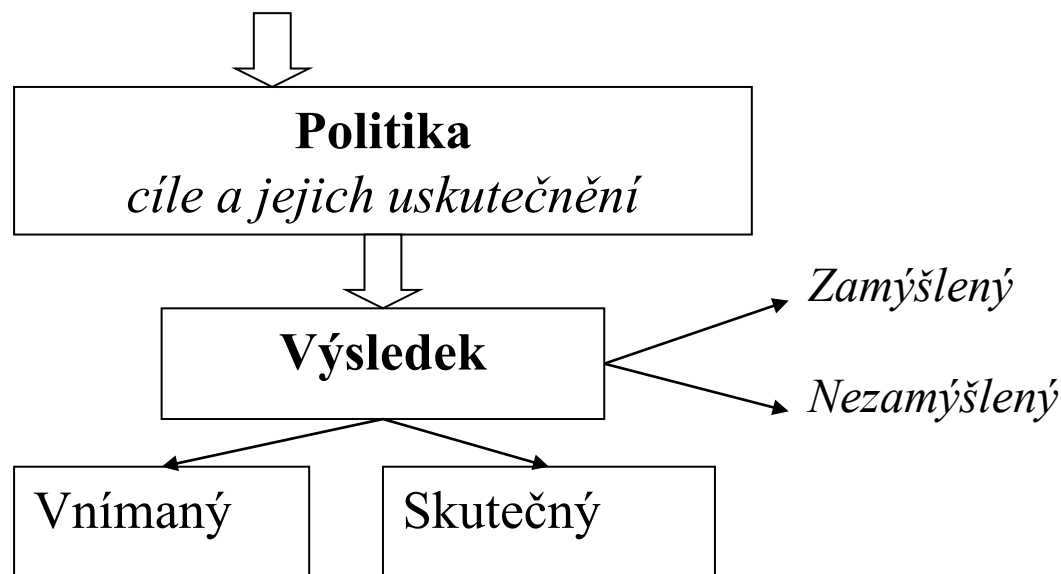 Politika
cíle a jejich uskutečnění
Zamýšlený
Výsledek
Nezamýšlený
Vnímaný
Skutečný